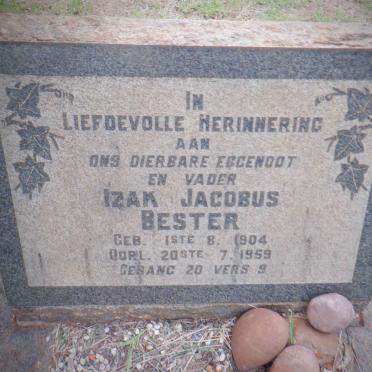 IN
LIEFDEVOLLE HERINNERING
AAN
ONS DIERBARE EGGENOOT
EN VADER
IZAK JACOBUS
BESTER
GEB. 1STE 8. 1904
OORL. 20STE 7. 1959
GESANG 20 VERS 9